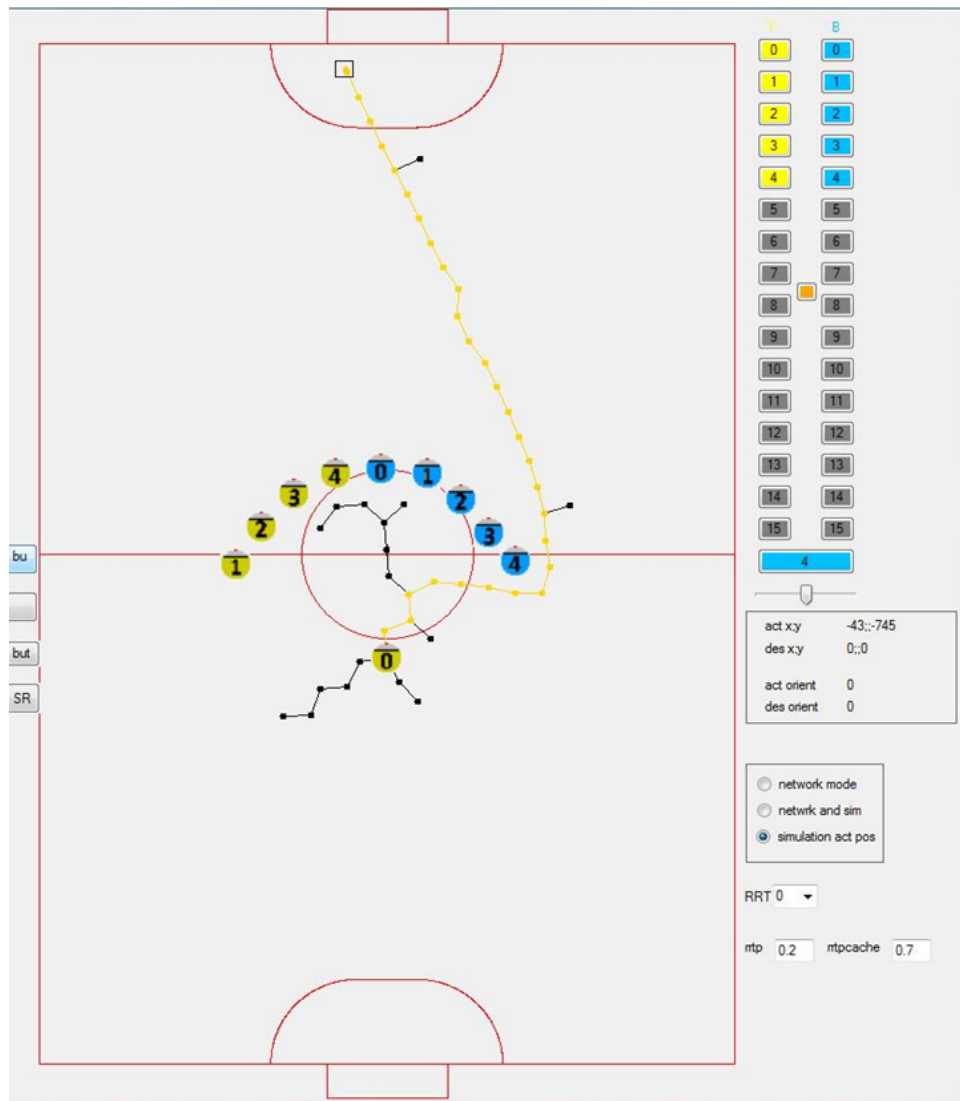 Y B
0 0
1 1
2 2
3 3
4 4
5 5
6 6
7 7
8 8
9 9
10 10
11 11
12 12
13 13
14 14
15 15
4
4 0 1
3 2
2 3
1 4
0
bu
but
SR
act x;y -43;;-745
des x;y 0;;0
act orient 0
des orient 0
network mode
netwrk and sim
simulation act pos
RRT 0
rrtp 0.2 rrtpcache 0.7